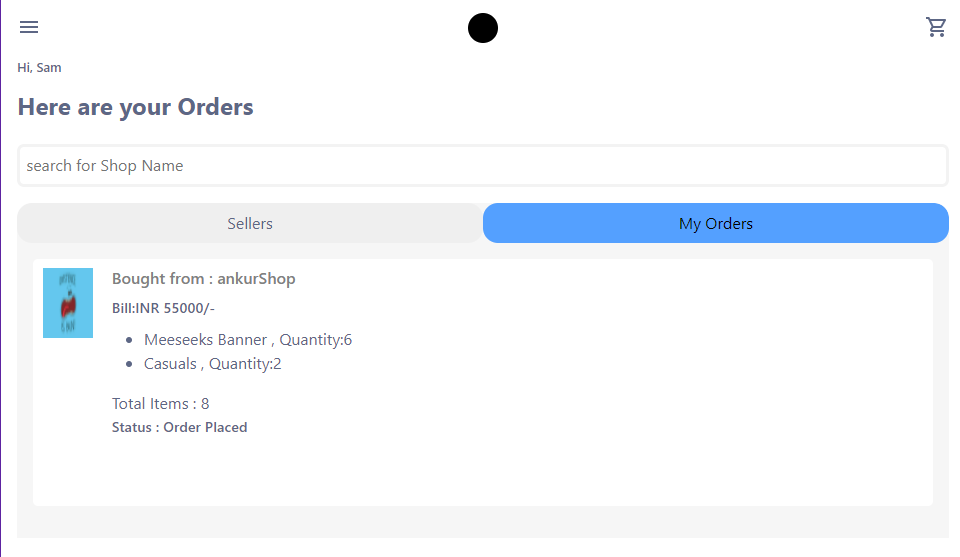 Hi, Sam
Here are your Orders
search for Shop Name
Sellers
My Orders
Bought from : ankurShop
Bill:INR 55000/-
• Meeseeks Banner , Quantity:6
• Casuals , Quantity:2
Total Items : 8
Status : Order Placed